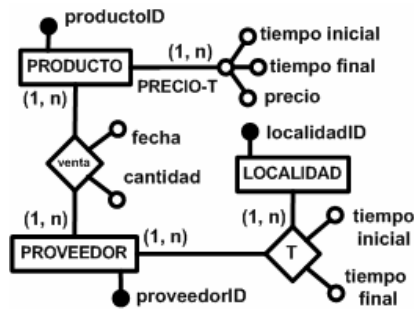 productoID
PRODUCTO
(1, n)
PRECIO-T
tiempo inicial
tiempo final
precio
(1, n)
venta
fecha
cantidad
localidadID
LOCALIDAD
(1, n)
(1, n)
PROVEEDOR
(1, n)
T
tiempo
inicial
tiempo
final
proveedorID